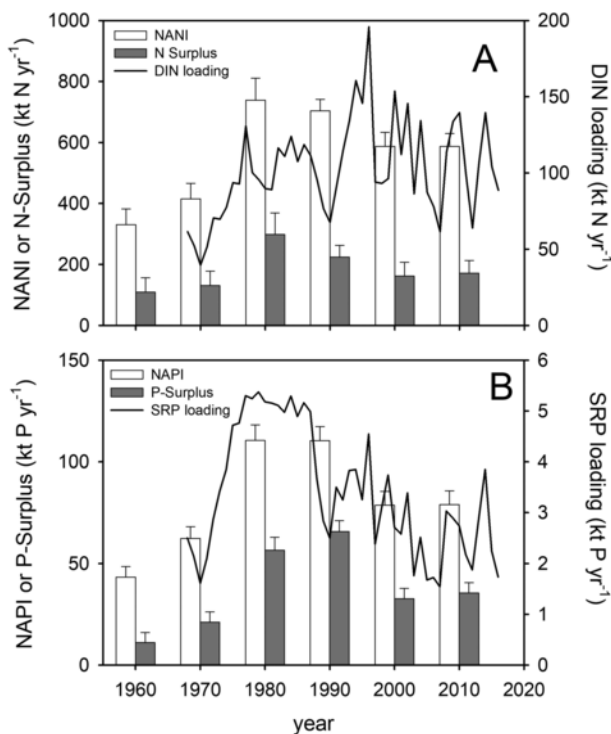 1000
800
600
400
200
0
NANI or N-Surplus (kt N yr-1)
NANI
N Surplus
DIN loading
A
200
150
100
50
0
DIN loading
(kt N yr-1)
150
100
50
0
NAPI or P-Surplus (kt P yr-1)
NAPI
P-Surplus
SRP loading
B
6
5
4
3
2
1
0
SRP loading
(kt P yr-1)
1960 1970 1980 1990 2000 2010 2020
year